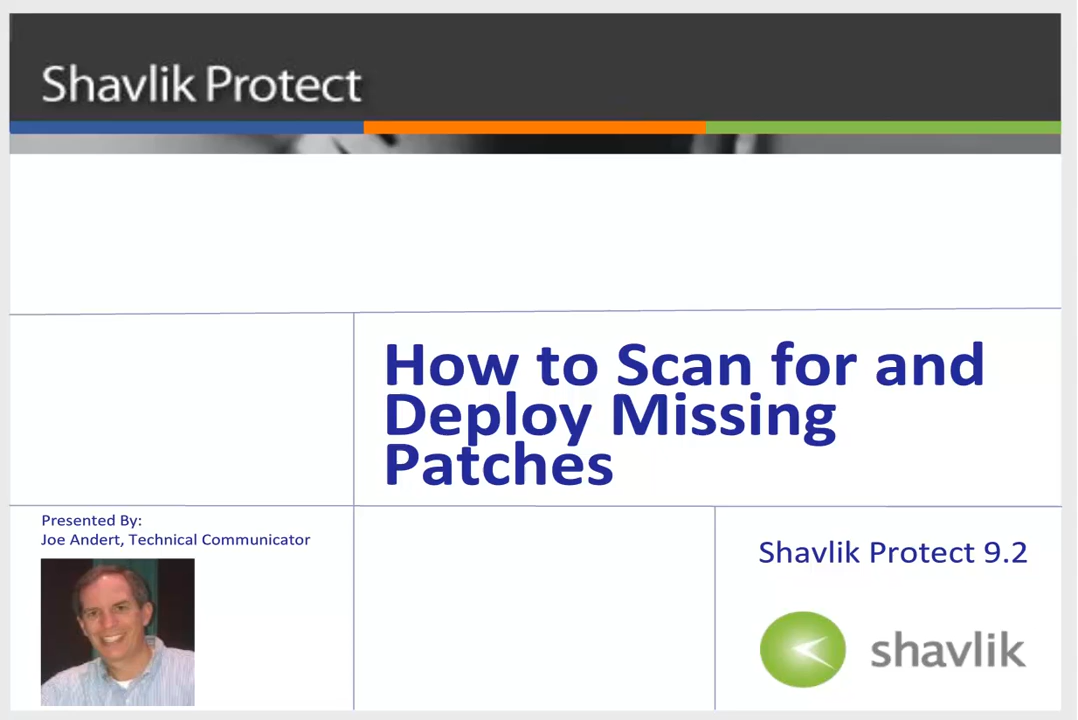 Shavlik Protect
How to Scan for and
Deploy Missing
Patches
Presented By:
Joe Andert, Technical Communicator
Shavlik Protect 9.2
shavlik